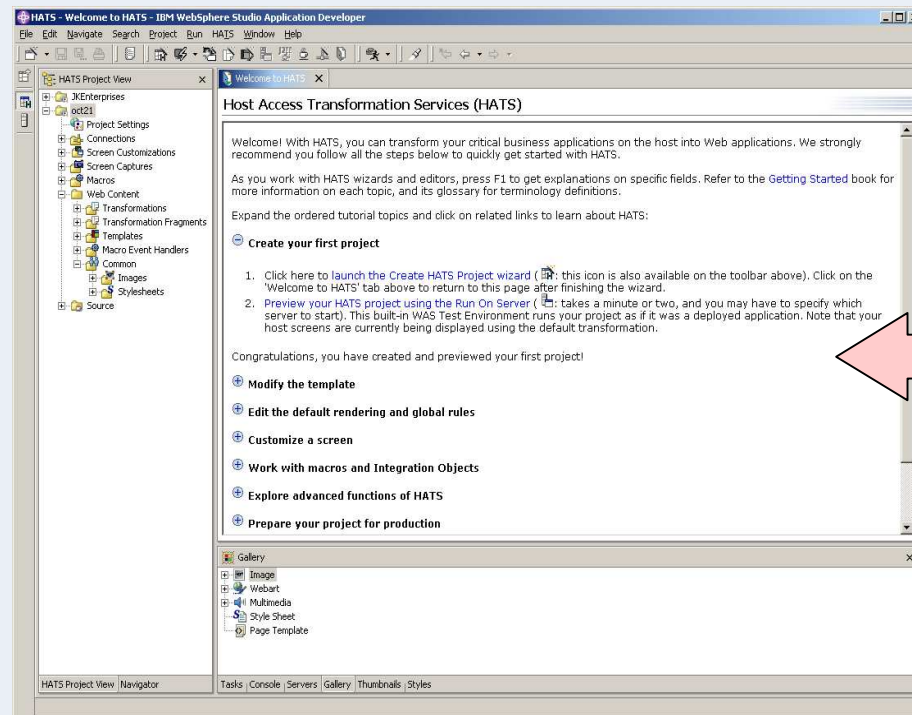 HATS - Welcome to HATS - IBM WebSphere Studio Application Developer
File Edit Navigate Search Project Run HATS Window Help
HATS Project View
JKEnterprises
oct21
Project Settings
Connections
Screen Customizations
Screen Captures
Macros
Web Content
Transformations
Transformation Fragments
Templates
Macro Event Handlers
Common
Images
Stylesheets
Source
HATS Project View Navigator
Welcome to HATS
Host Access Transformation Services (HATS)
Welcome! With HATS, you can transform your critical business applications on the host into Web applications. We strongly
recommend you follow all the steps below to quickly get started with HATS.
As you work with HATS wizards and editors, press F1 to get explanations on specific fields. Refer to the Getting Started book for
more information on each topic, and its glossary for terminology definitions.
Expand the ordered tutorial topics and click on related links to learn about HATS:
Create your first project
1. Click here to launch the Create HATS Project wizard ( : this icon is also available on the toolbar above). Click on the
'Welcome to HATS' tab above to return to this page after finishing the wizard.
2. Preview your HATS project using the Run On Server ( : takes a minute or two, and you may have to specify which
server to start). This built-in WAS Test Environment runs your project as if it was a deployed application. Note that your
host screens are currently being displayed using the default transformation.
Congratulations, you have created and previewed your first project!
Modify the template
Edit the default rendering and global rules
Customize a screen
Work with macros and Integration Objects
Explore advanced functions of HATS
Prepare your project for production
Gallery
Image
Webart
Multimedia
Style Sheet
Page Template
Tasks Console Servers Gallery Thumbnails Styles